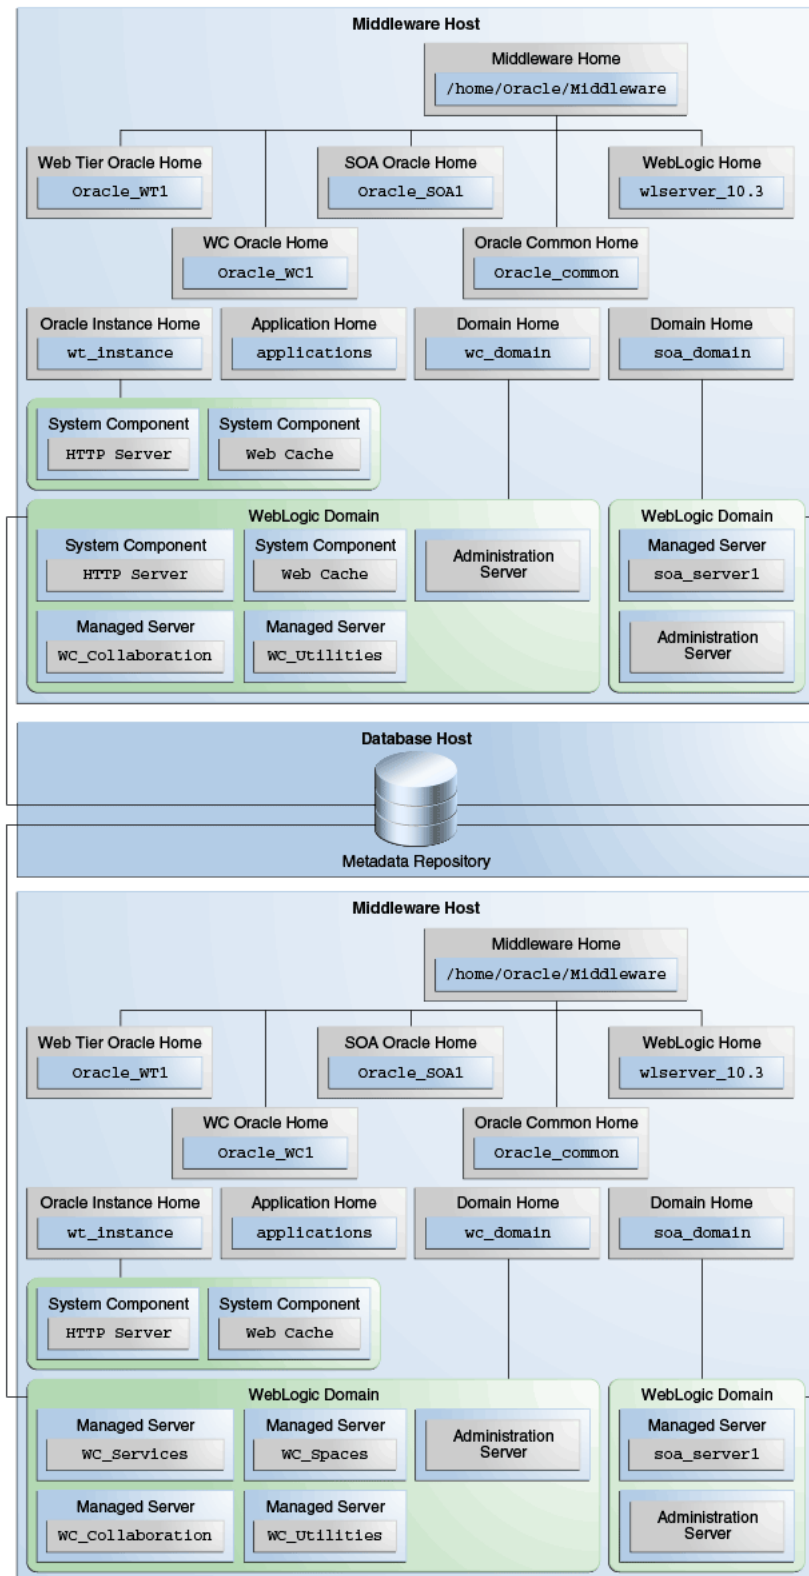 Middleware Host
Middleware Home
/home/Oracle/Middleware
Web Tier Oracle Home
Oracle_WT1
SOA Oracle Home
Oracle_SOA1
WebLogic Home
wlserver_10.3
WC Oracle Home
Oracle_WC1
Oracle Common Home
Oracle_common
Oracle Instance Home
wt_instance
Application Home
applications
Domain Home
wc_domain
Domain Home
soa_domain
System Component
HTTP Server
System Component
Web Cache
WebLogic Domain
System Component
HTTP Server
System Component
Web Cache
Administration
Server
Managed Server
WC_Collaboration
Managed Server
WC_Utilities
WebLogic Domain
Managed Server
soa_server1
Administration
Server
Database Host
Metadata Repository
Middleware Host
Middleware Home
/home/Oracle/Middleware
Web Tier Oracle Home
Oracle_WT1
SOA Oracle Home
Oracle_SOA1
WebLogic Home
wlserver_10.3
WC Oracle Home
Oracle_WC1
Oracle Common Home
Oracle_common
Oracle Instance Home
wt_instance
Application Home
applications
Domain Home
wc_domain
Domain Home
soa_domain
System Component
HTTP Server
System Component
Web Cache
WebLogic Domain
Managed Server
WC_Services
Managed Server
WC_Spaces
Administration
Server
Managed Server
WC_Collaboration
Managed Server
WC_Utilities
WebLogic Domain
Managed Server
soa_server1
Administration
Server